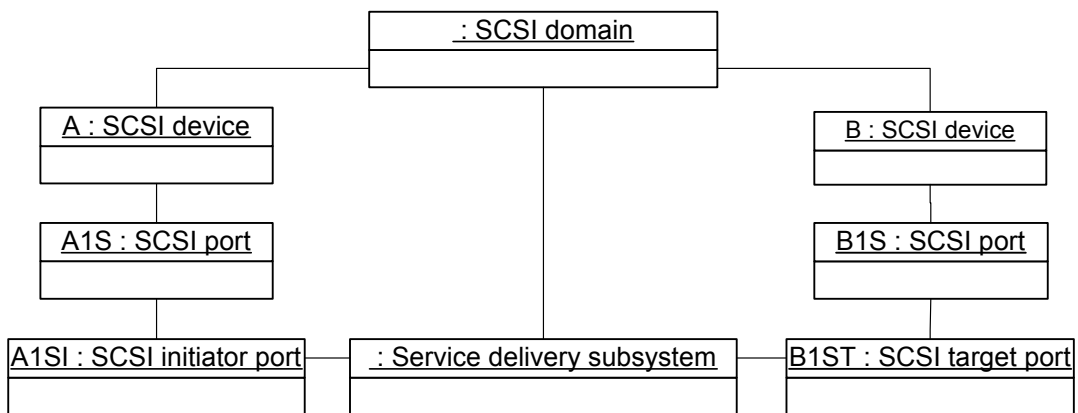 : SCSI domain
A : SCSI device
B : SCSI device
A1S : SCSI port
B1S : SCSI port
A1SI : SCSI initiator port
: Service delivery subsystem
B1ST : SCSI target port